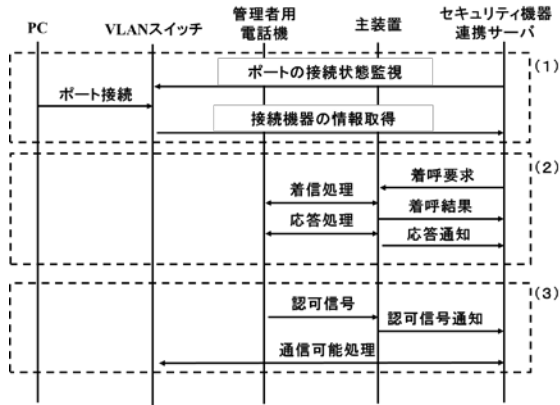 PC
VLANスイッチ
管理者用
電話機
主装置
セキュリティ機器
連携サーバ
(1)
ポートの接続状態監視
ポート接続
接続機器の情報取得
(2)
着呼要求
着信処理
着呼結果
応答処理
応答通知
(3)
認可信号
認可信号通知
通信可能処理